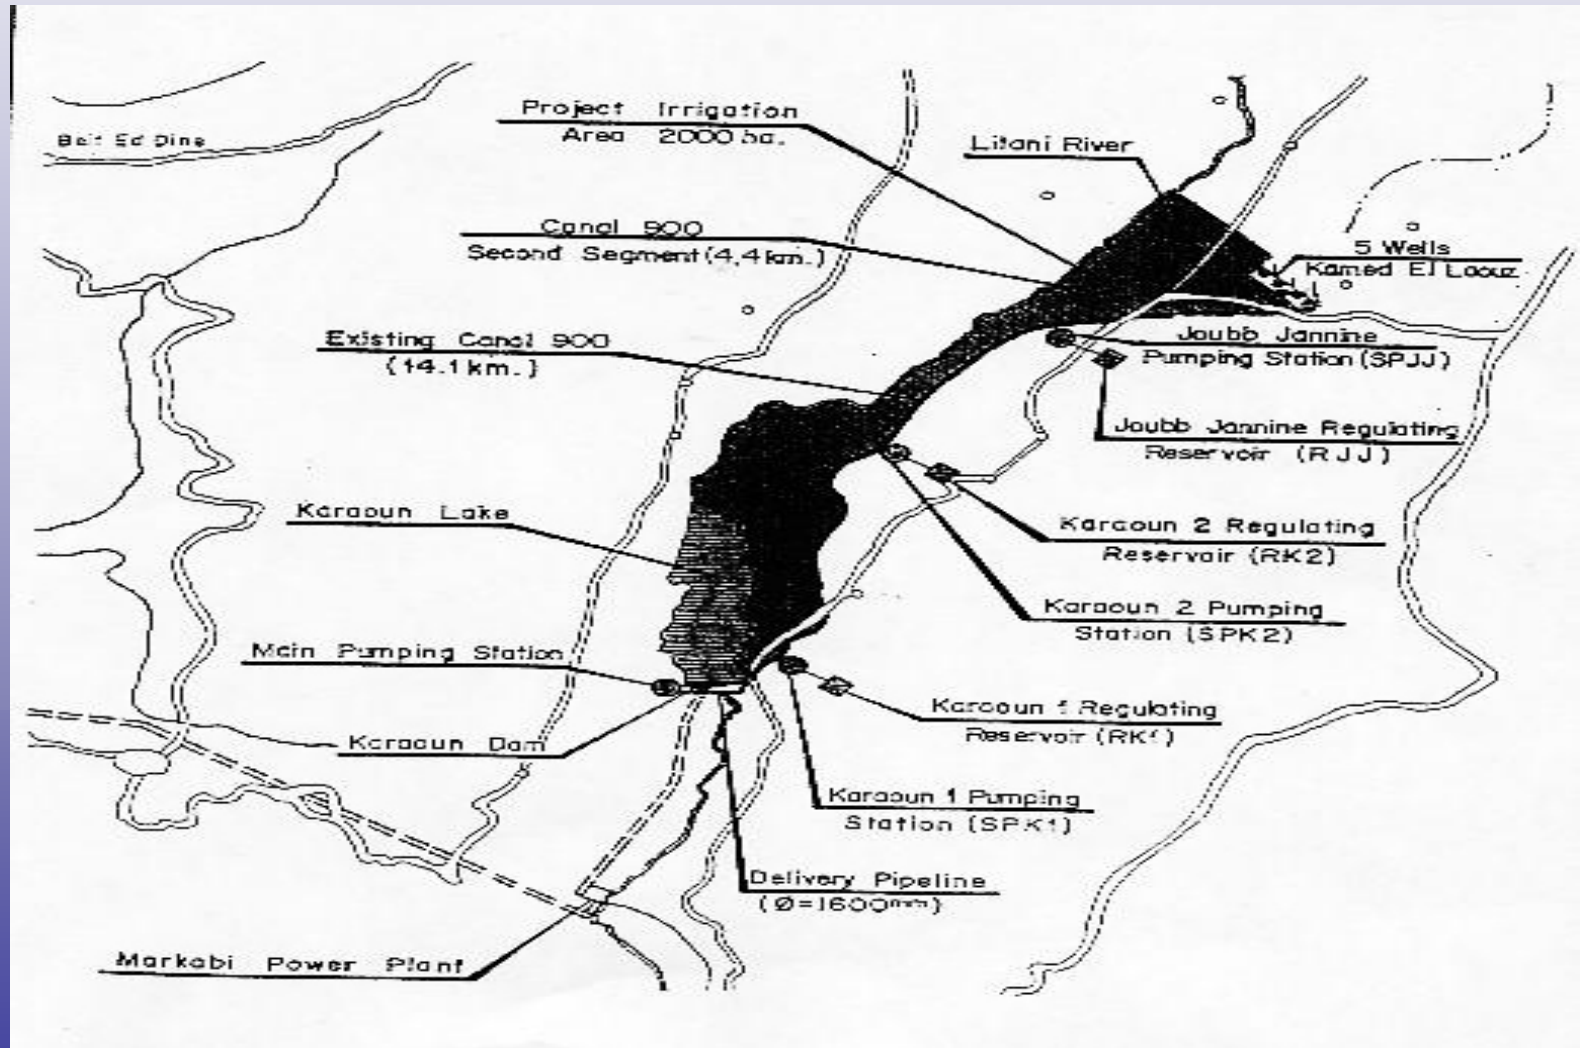 Project Irrigation
Area 2000 ha.
Beit Ed Dine
Litani River
Canal 900
Second Segment (4,4 km.)
5 Wells
Kamed El Laouz
Existing Canal 900
(14.1 km.)
Joubb Jannine
Pumping Station (SPJJ)
Joubb Jannine Regulating
Reservoir (RJJ)
Karaoun Lake
Karaoun 2 Regulating
Reservoir (RK2)
Karaoun 2 Pumping
Station (SPK2)
Main Pumping Station
Karaoun 1 Regulating
Reservoir (RK1)
Karaoun Dam
Karaoun 1 Pumping
Station (SPK1)
Delivery Pipeline
(Ø=1600mm)
Markabi Power Plant